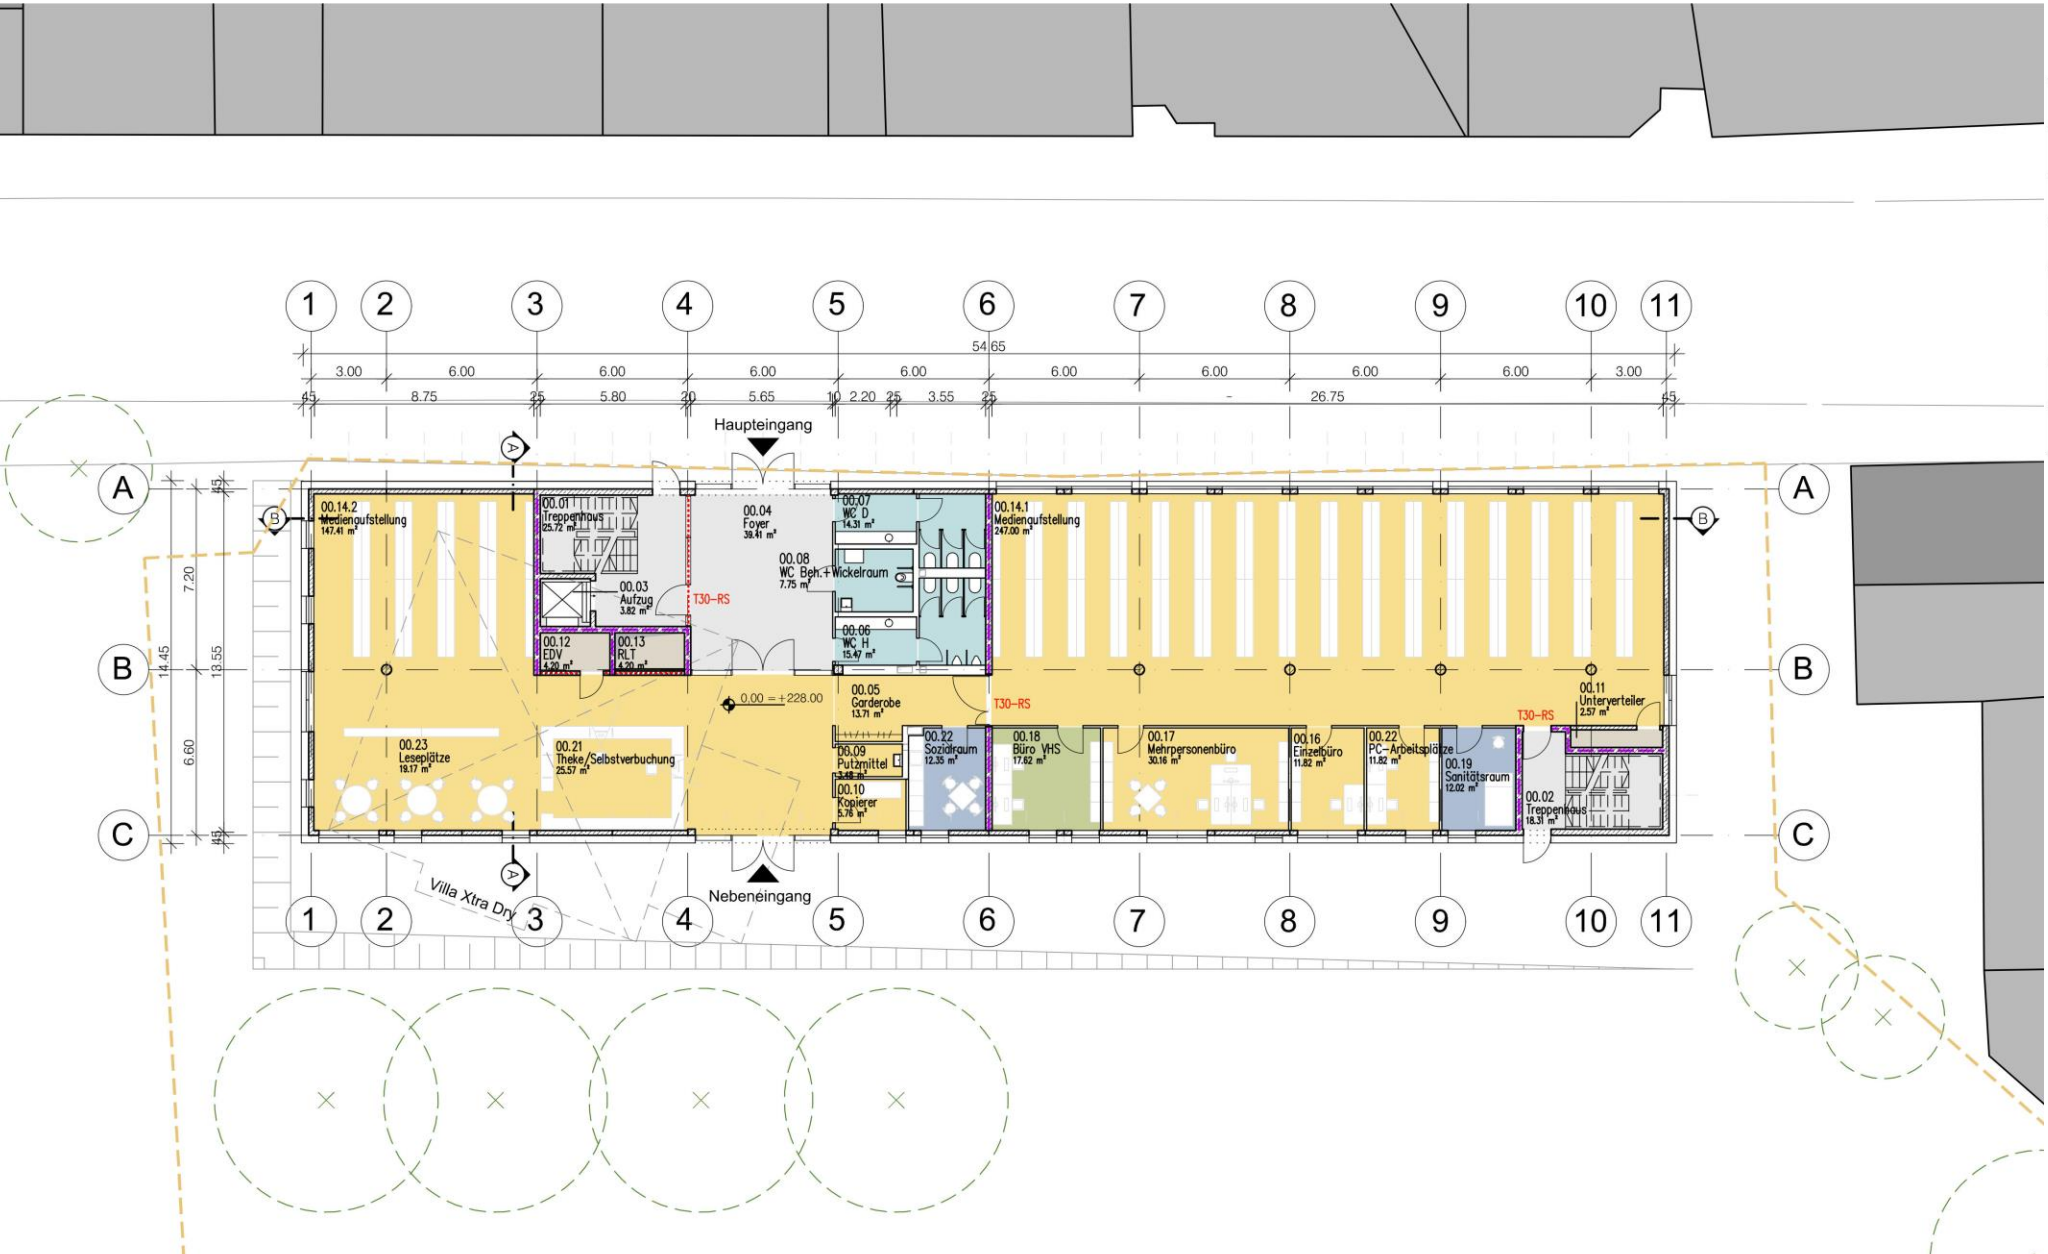 1 2 3 4 5 6 7 8 9 10 11
54.65
3.00 6.00 6.00 6.00 6.00 6.00 6.00 6.00 6.00 3.00
45 8.75 25 5.80 20 5.65 10 2.20 25 3.55 25 - 26.75 45
Haupteingang
A
A
A
B
B
45
45
7.20
14.45
13.55
6.60
45
00.14.2
Medienaufstellung
147.41 m²
00.01
Treppenhaus
25.72 m²
00.04
Foyer
39.41 m²
00.07
WC D
14.31 m²
00.14.1
Medienaufstellung
247.00 m²
00.08
WC Beh.+Wickelraum
7.75 m²
00.03
Aufzug
3.82 m²
T30-RS
00.12
EDV
4.20 m²
00.13
RLT
4.20 m²
00.06
WC H
15.47 m²
B
B
0.00 =+228.00
00.05
Garderobe
13.71 m²
T30-RS
00.11
Unterverteiler
2.57 m²
T30-RS
00.23
Leseplätze
19.17 m²
00.21
Theke/Selbstverbuchung
25.57 m²
00.09
Putzmittel
00.10
Kopierer
5.76 m²
00.22
Sozialraum
12.35 m²
00.18
Büro VHS
17.62 m²
00.17
Mehrpersonenbüro
30.16 m²
00.16
Einzelbüro
11.82 m²
00.22
PC-Arbeitsplätze
11.82 m²
00.19
Sanitätsraum
12.02 m²
00.02
Treppenhaus
18.31 m²
C
C
A
Villa Xtra Dry
Nebeneingang
1 2 3 4 5 6 7 8 9 10 11